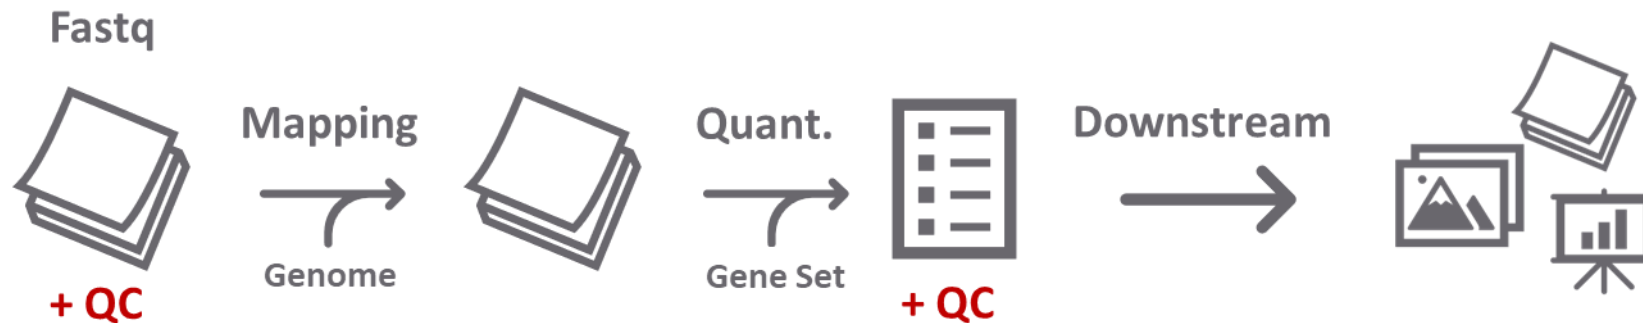 Fastq
Mapping
Quant.
Downstream
Genome
Gene Set
+ QC
+ QC